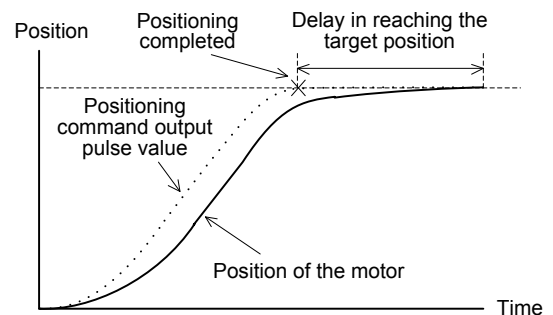 Position
Positioning
completed
Delay in reaching the
target position
Positioning
command output
pulse value
Position of the motor
Time